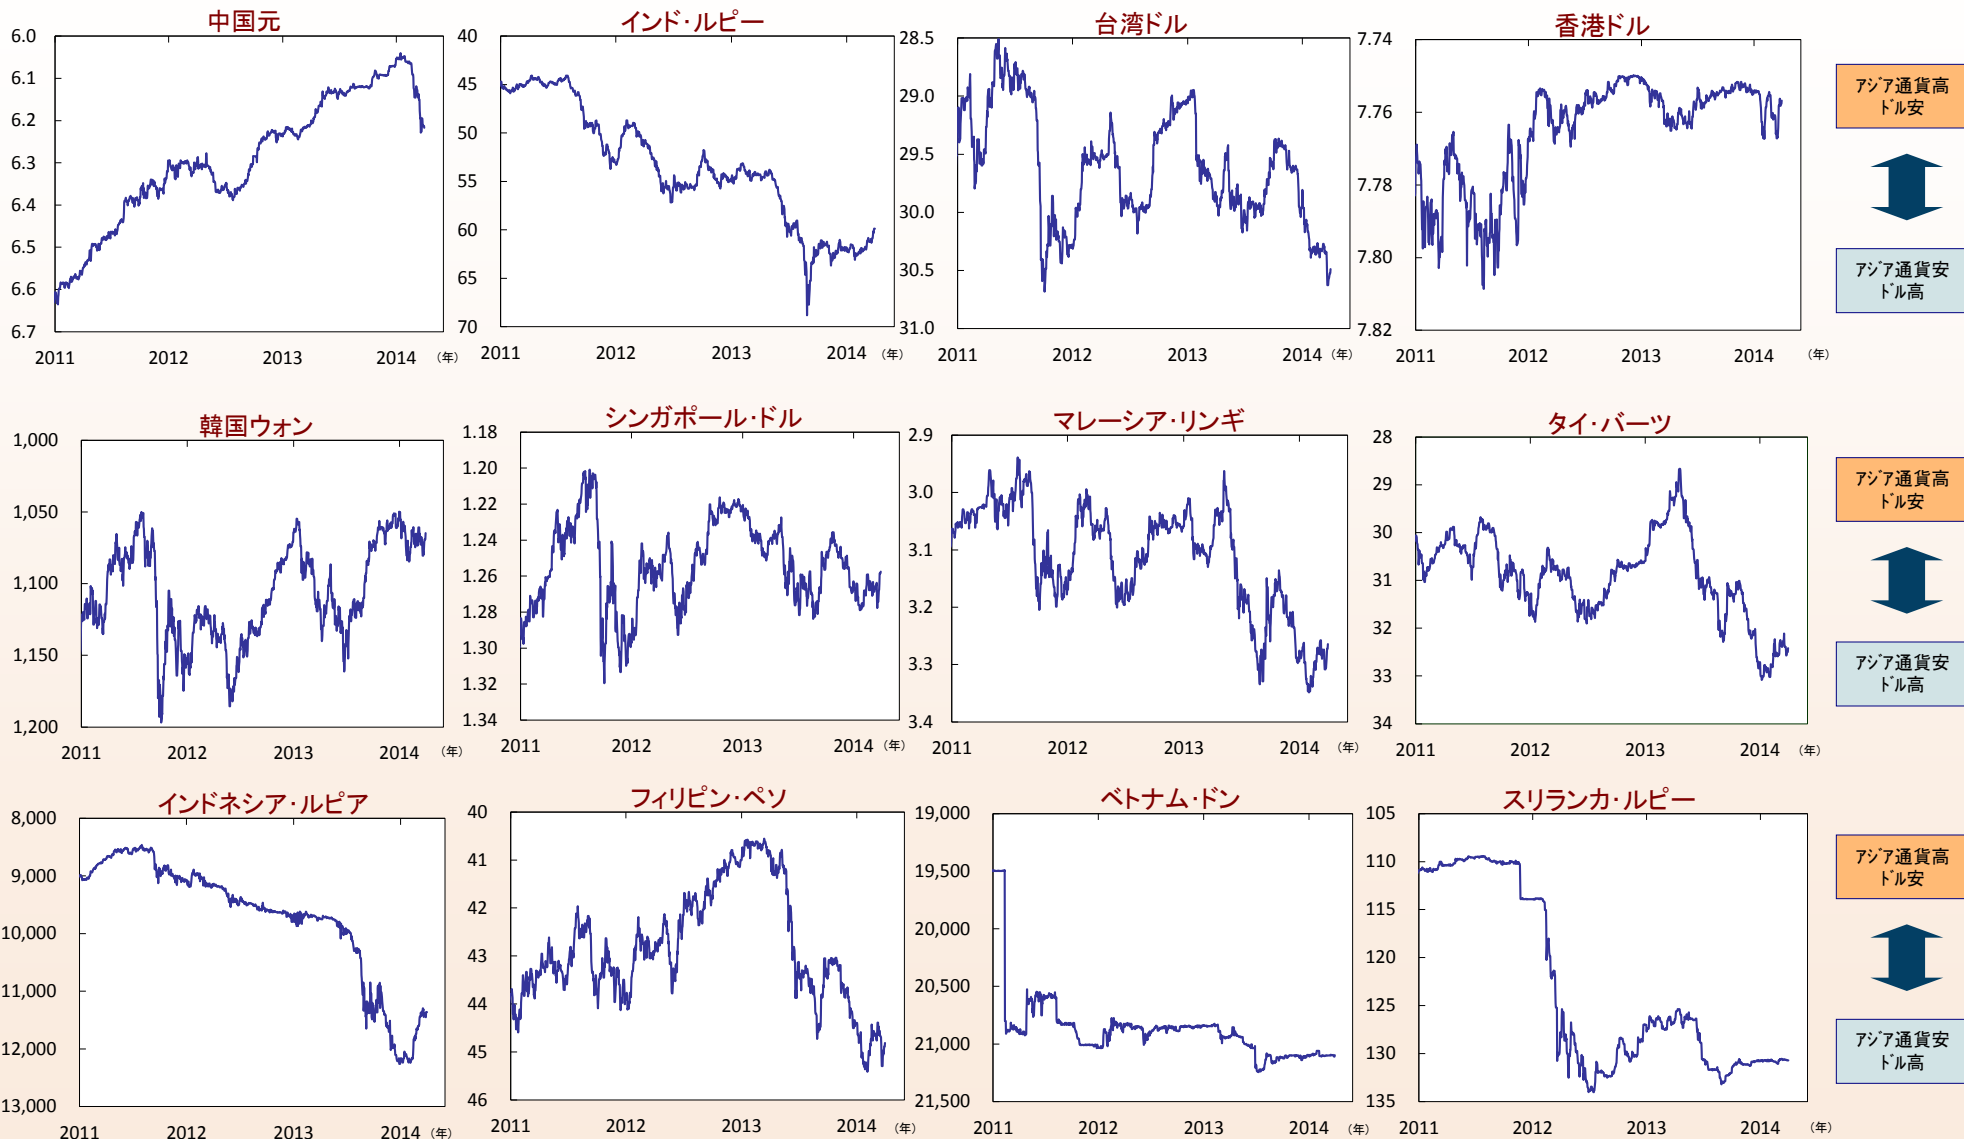 中国元
6.0
6.1
6.2
6.3
6.4
6.5
6.6
6.7
2011 2012 2013 2014 (年)
インド・ルピー
40
45
50
55
60
65
70
2011 2012 2013 2014 (年)
台湾ドル
28.5
29.0
29.5
30.0
30.5
31.0
2011 2012 2013 2014 (年)
香港ドル
7.74
7.76
7.78
7.80
7.82
2011 2012 2013 2014 (年)
アジア通貨高
ドル安
アジア通貨安
ドル高
韓国ウォン
1,000
1,050
1,100
1,150
1,200
2011 2012 2013 2014 (年)
シンガポール・ドル
1.18
1.20
1.22
1.24
1.26
1.28
1.30
1.32
1.34
2011 2012 2013 2014 (年)
マレーシア・リンギ
2.9
3.0
3.1
3.2
3.3
3.4
2011 2012 2013 2014 (年)
タイ・バーツ
28
29
30
31
32
33
34
2011 2012 2013 2014 (年)
アジア通貨高
ドル安
アジア通貨安
ドル高
インドネシア・ルピア
8,000
9,000
10,000
11,000
12,000
13,000
2011 2012 2013 2014 (年)
フィリピン・ペソ
40
41
42
43
44
45
46
2011 2012 2013 2014 (年)
ベトナム・ドン
19,000
19,500
20,000
20,500
21,000
21,500
2011 2012 2013 2014 (年)
スリランカ・ルピー
105
110
115
120
125
130
135
2011 2012 2013 2014 (年)
アジア通貨高
ドル安
アジア通貨安
ドル高